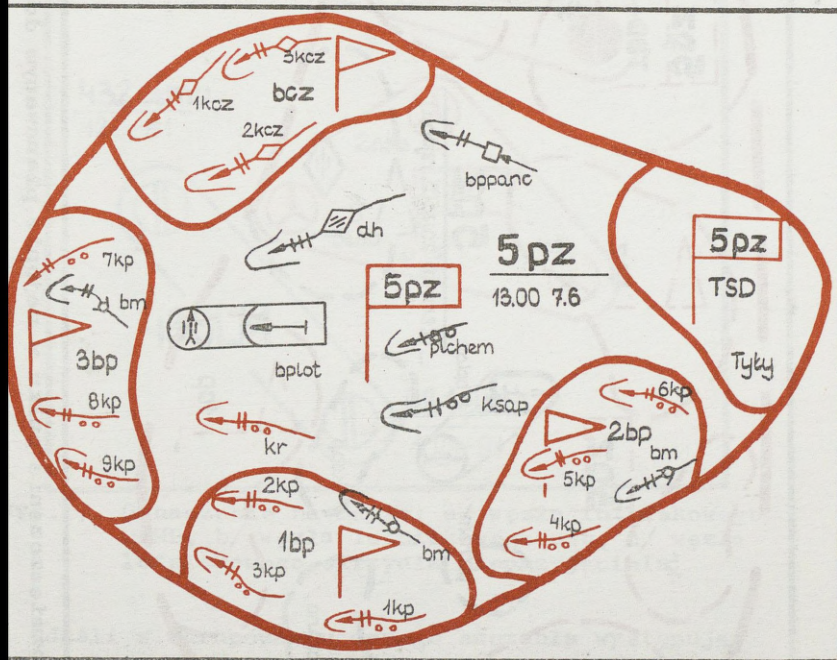 3kcz
1kcz
bcz
2kcz
bppanc
dh
5pz
13.00 7.6
5pz
TSD
Tyły
5pz
plchem
ksap
bplot
kr
7kp
bm
3bp
8kp
9kp
2kp
1bp
bm
3kp
1kp
6kp
2bp
bm
5kp
4kp